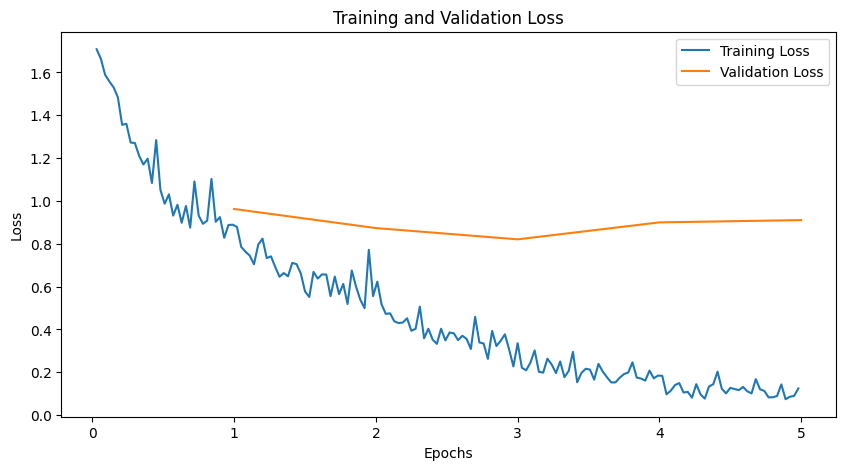 Training and Validation Loss
Training Loss
Validation Loss
1.6
1.4
1.2
1.0
0.8
0.6
0.4
0.2
0.0
Loss
0 1 2 3 4 5
Epochs